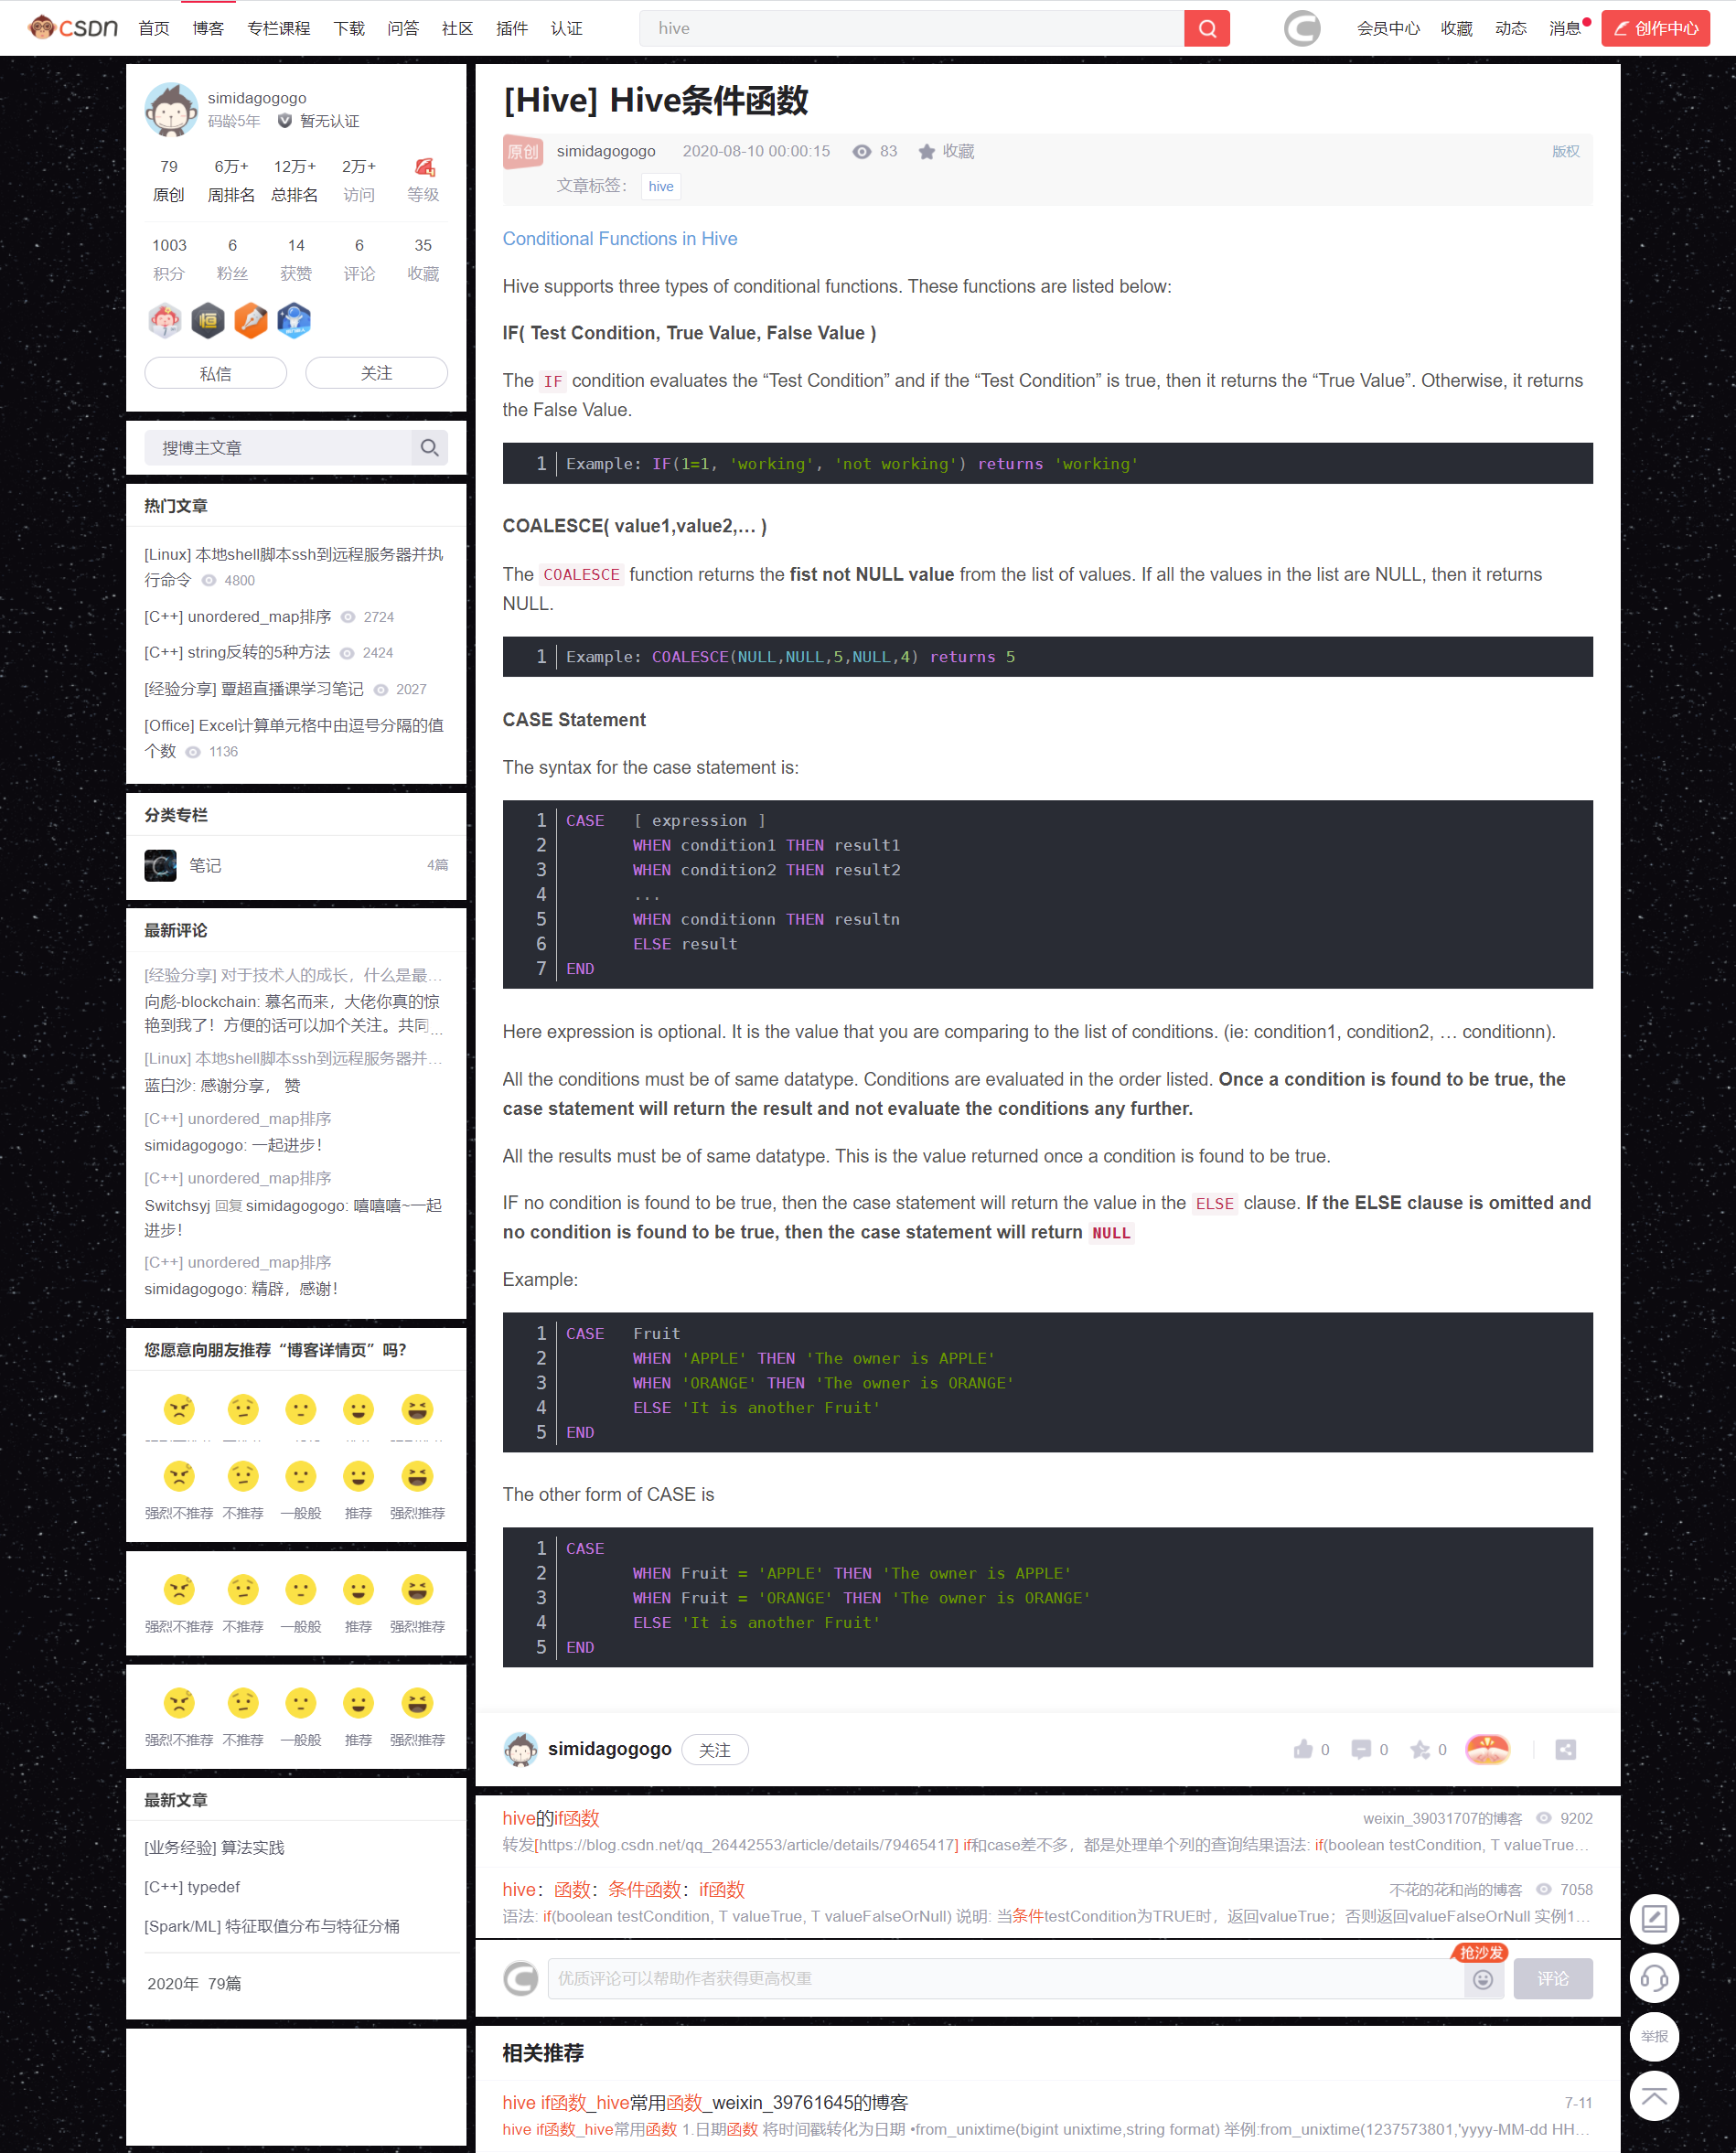 CSDN 首页 博客 专栏课程 下载 问答 社区 插件 认证 hive 会员中心 收藏 动态 消息 创作中心
simidagogogo
码龄5年 暂无认证
79 6万+ 12万+ 2万+
原创 周排名 总排名 访问 等级
1003 6 14 6 35
积分 粉丝 获赞 评论 收藏
私信 关注
搜博主文章
热门文章
[Linux] 本地shell脚本ssh到远程服务器并执
行命令 4800
[C++] unordered_map排序 2724
[C++] string反转的5种方法 2424
[经验分享] 覃超直播课学习笔记 2027
[Office] Excel计算单元格中由逗号分隔的值
个数 1136
分类专栏
笔记 4篇
最新评论
[经验分享] 对于技术人的成长，什么是最...
向彪-blockchain: 慕名而来，大佬你真的惊
艳到我了！方便的话可以加个关注。共同...
[Linux] 本地shell脚本ssh到远程服务器并...
蓝白沙: 感谢分享， 赞
[C++] unordered_map排序
simidagogogo: 一起进步！
[C++] unordered_map排序
Switchsyj 回复 simidagogogo: 嘻嘻嘻~一起
进步！
[C++] unordered_map排序
simidagogogo: 精辟，感谢！
您愿意向朋友推荐“博客详情页”吗？
强烈不推荐 不推荐 一般般 推荐 强烈推荐
强烈不推荐 不推荐 一般般 推荐 强烈推荐
强烈不推荐 不推荐 一般般 推荐 强烈推荐
最新文章
[业务经验] 算法实践
[C++] typedef
[Spark/ML] 特征取值分布与特征分桶
2020年 79篇
[Hive] Hive条件函数
原创 simidagogogo 2020-08-10 00:00:15 83 收藏 版权
文章标签： hive
Conditional Functions in Hive
Hive supports three types of conditional functions. These functions are listed below:
IF( Test Condition, True Value, False Value )
The IF condition evaluates the “Test Condition” and if the “Test Condition” is true, then it returns the “True Value”. Otherwise, it returns
the False Value.
1 Example: IF(1=1, 'working', 'not working') returns 'working'
COALESCE( value1,value2,… )
The COALESCE function returns the fist not NULL value from the list of values. If all the values in the list are NULL, then it returns
NULL.
1 Example: COALESCE(NULL,NULL,5,NULL,4) returns 5
CASE Statement
The syntax for the case statement is:
1 CASE [ expression ]
2 WHEN condition1 THEN result1
3 WHEN condition2 THEN result2
4 ...
5 WHEN conditionn THEN resultn
6 ELSE result
7 END
Here expression is optional. It is the value that you are comparing to the list of conditions. (ie: condition1, condition2, … conditionn).
All the conditions must be of same datatype. Conditions are evaluated in the order listed. Once a condition is found to be true, the
case statement will return the result and not evaluate the conditions any further.
All the results must be of same datatype. This is the value returned once a condition is found to be true.
IF no condition is found to be true, then the case statement will return the value in the ELSE clause. If the ELSE clause is omitted and
no condition is found to be true, then the case statement will return NULL
Example:
1 CASE Fruit
2 WHEN 'APPLE' THEN 'The owner is APPLE'
3 WHEN 'ORANGE' THEN 'The owner is ORANGE'
4 ELSE 'It is another Fruit'
5 END
The other form of CASE is
1 CASE
2 WHEN Fruit = 'APPLE' THEN 'The owner is APPLE'
3 WHEN Fruit = 'ORANGE' THEN 'The owner is ORANGE'
4 ELSE 'It is another Fruit'
5 END
simidagogogo 关注 0 0 0
hive的if函数 weixin_39031707的博客 9202
转发[https://blog.csdn.net/qq_26442553/article/details/79465417] if和case差不多，都是处理单个列的查询结果语法: if(boolean testCondition, T valueTrue...
hive：函数：条件函数：if函数 不花的花和尚的博客 7058
语法: if(boolean testCondition, T valueTrue, T valueFalseOrNull) 说明: 当条件testCondition为TRUE时，返回valueTrue；否则返回valueFalseOrNull 实例1...
抢沙发
优质评论可以帮助作者获得更高权重 评论
相关推荐
举报
hive if函数_hive常用函数_weixin_39761645的博客 7-11
hive if函数_hive常用函数 1.日期函数 将时间戳转化为日期 •from_unixtime(bigint unixtime,string format) 举例:from_unixtime(1237573801,'yyyy-MM-dd HH...